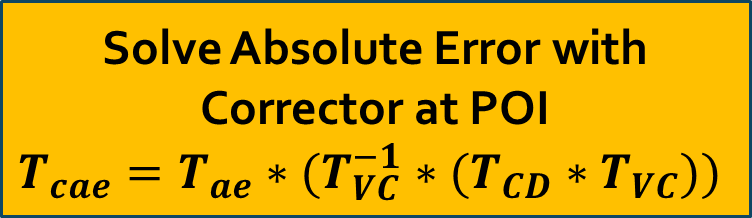 Solve Absolute Error with
Corrector at POI
T_cae = T_ae * (T_VC^-1 * (T_CD * T_VC))